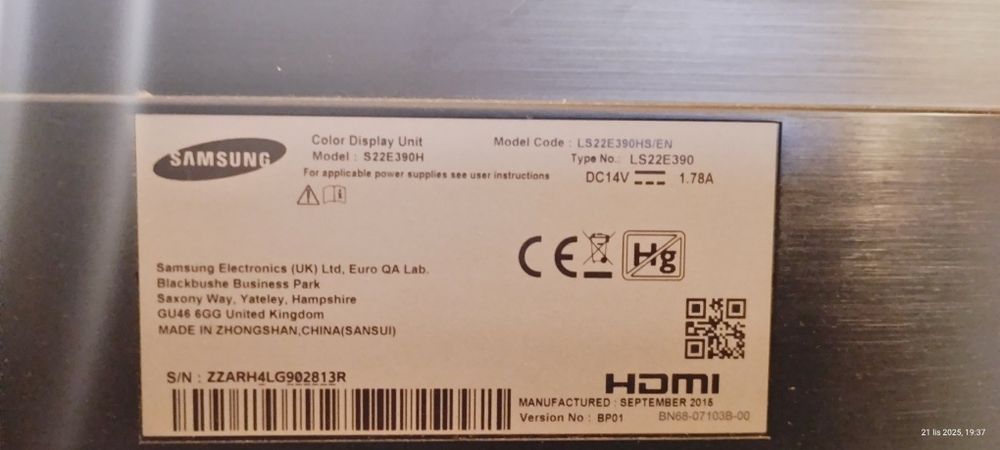 SAMSUNG
Color Display Unit
Model : S22E390H
For applicable power supplies see user instructions
Model Code : LS22E390HS/EN
Type No.: LS22E390
DC14V 1.78A
CE
Hg
Samsung Electronics (UK) Ltd, Euro QA Lab.
Blackbushe Business Park
Saxony Way, Yateley, Hampshire
GU46 6GG United Kingdom
MADE IN ZHONGSHAN,CHINA(SANSUI)
S/N : ZZARH4LG902813R
HDMI
MANUFACTURED : SEPTEMBER 2015
Version No : BP01
BN68-07103B-00
21 lis 2025, 19:37